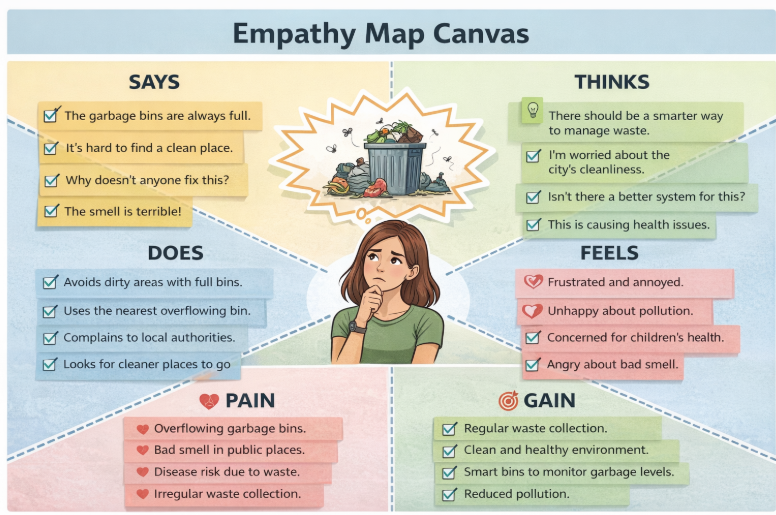 Empathy Map Canvas
SAYS
The garbage bins are always full.
It's hard to find a clean place.
Why doesn't anyone fix this?
The smell is terrible!
THINKS
There should be a smarter way
to manage waste.
I'm worried about the
city's cleanliness.
Isn't there a better system for this?
This is causing health issues.
DOES
Avoids dirty areas with full bins.
Uses the nearest overflowing bin.
Complains to local authorities.
Looks for cleaner places to go
FEELS
Frustrated and annoyed.
Unhappy about pollution.
Concerned for children's health.
Angry about bad smell.
PAIN
Overflowing garbage bins.
Bad smell in public places.
Disease risk due to waste.
Irregular waste collection.
GAIN
Regular waste collection.
Clean and healthy environment.
Smart bins to monitor garbage levels.
Reduced pollution.